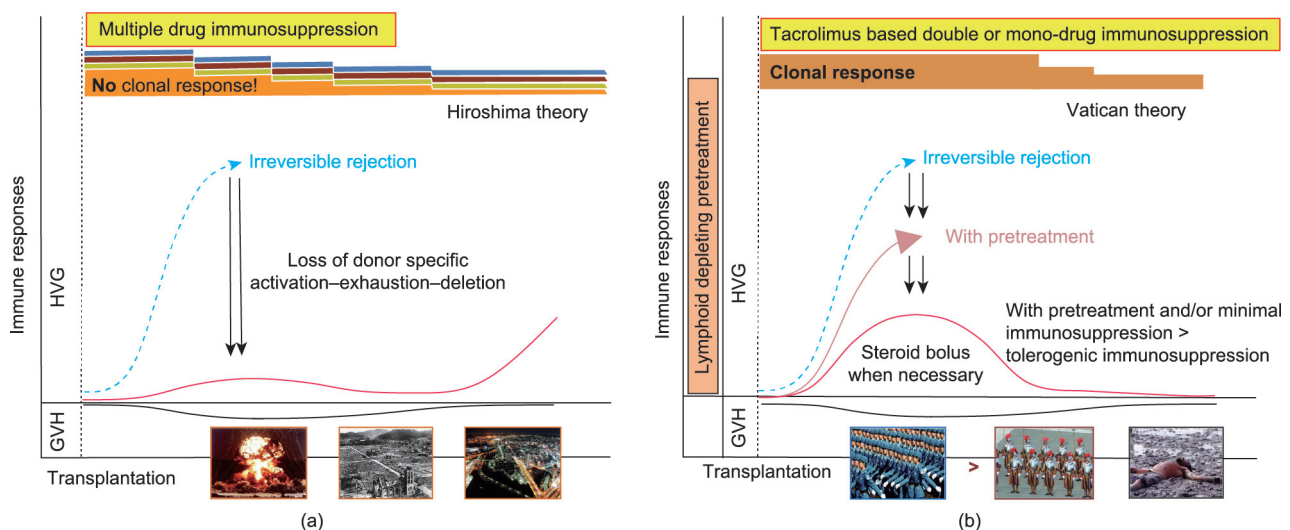 Multiple drug immunosuppression
No clonal response!
Hiroshima theory
Irreversible rejection
Loss of donor specific
activation–exhaustion–deletion
Immune responses
HVG
GVH
Transplantation
(a)
Tacrolimus based double or mono-drug immunosuppression
Clonal response
Vatican theory
Lymphoid depleting pretreatment
Irreversible rejection
With pretreatment
With pretreatment and/or minimal
immunosuppression >
tolerogenic immunosuppression
Steroid bolus
when necessary
Immune responses
HVG
GVH
Transplantation
>
(b)